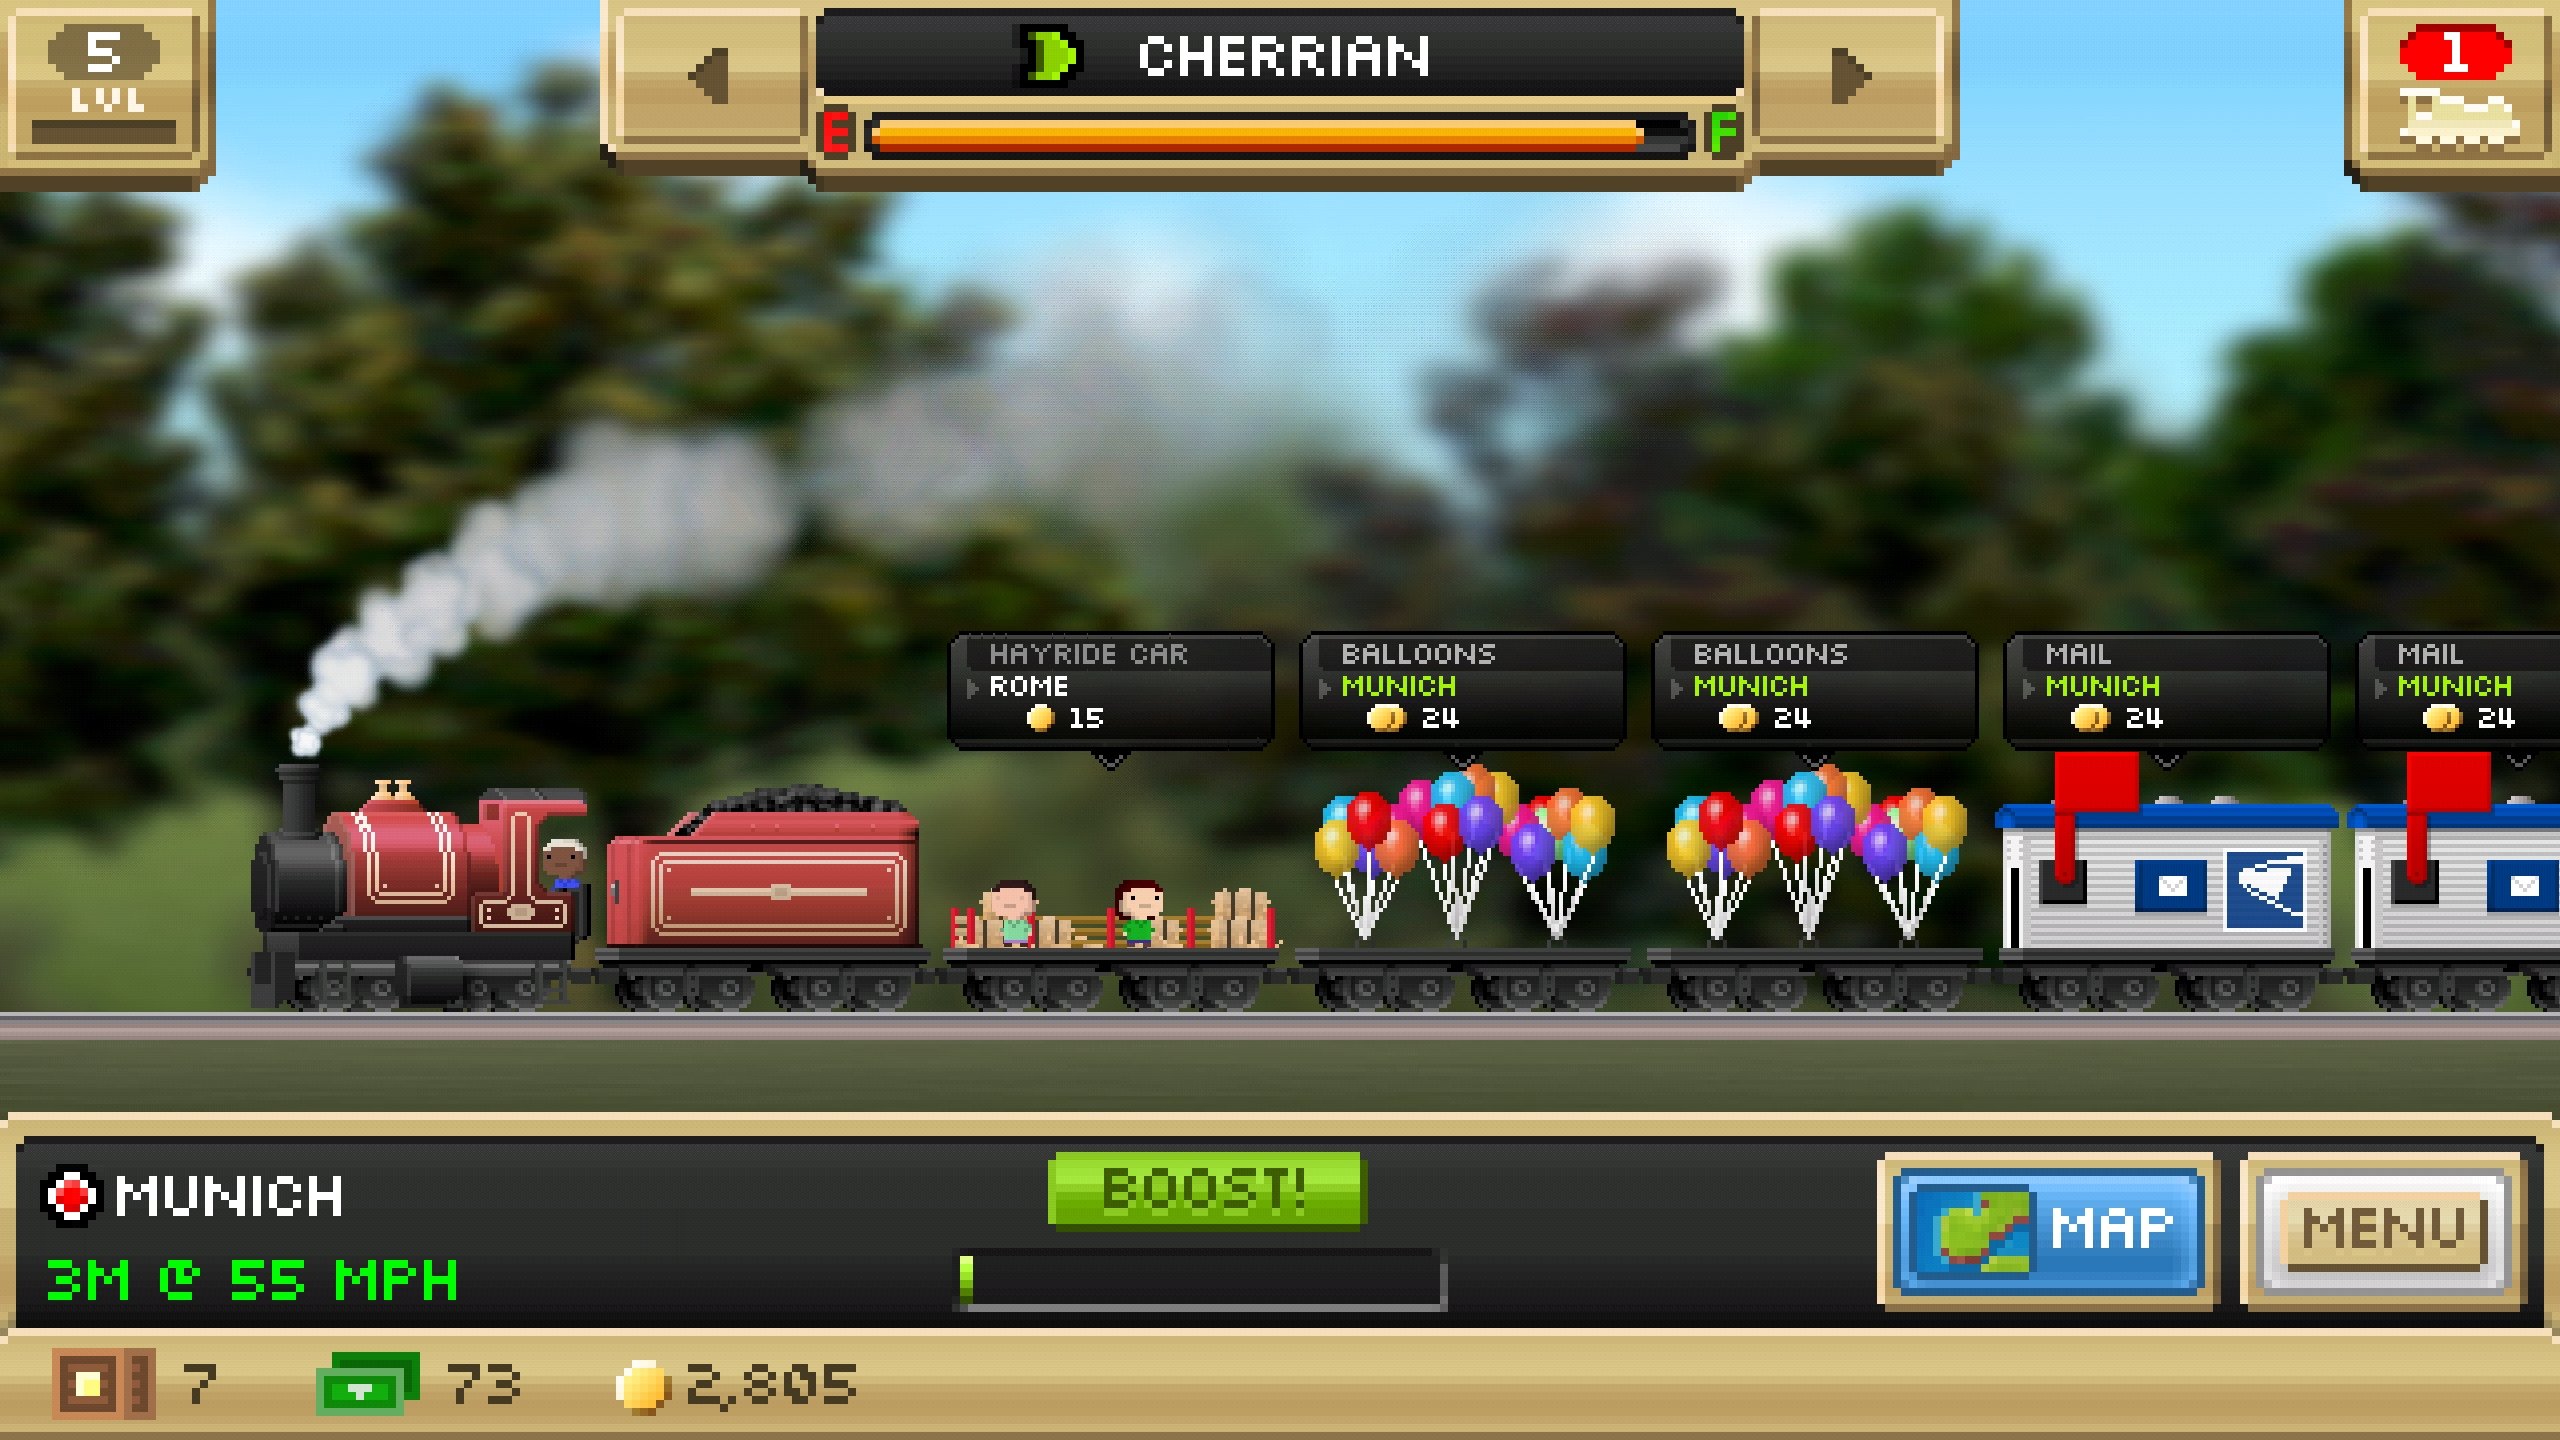 5
LVL
CHERRIAN
E
F
1
HAYRIDE CAR
ROME
15
BALLOONS
MUNICH
24
BALLOONS
MUNICH
24
MAIL
MUNICH
24
MAIL
MUNICH
24
MUNICH
3M @ 55 MPH
BOOST!
MAP
MENU
7
73
2,805